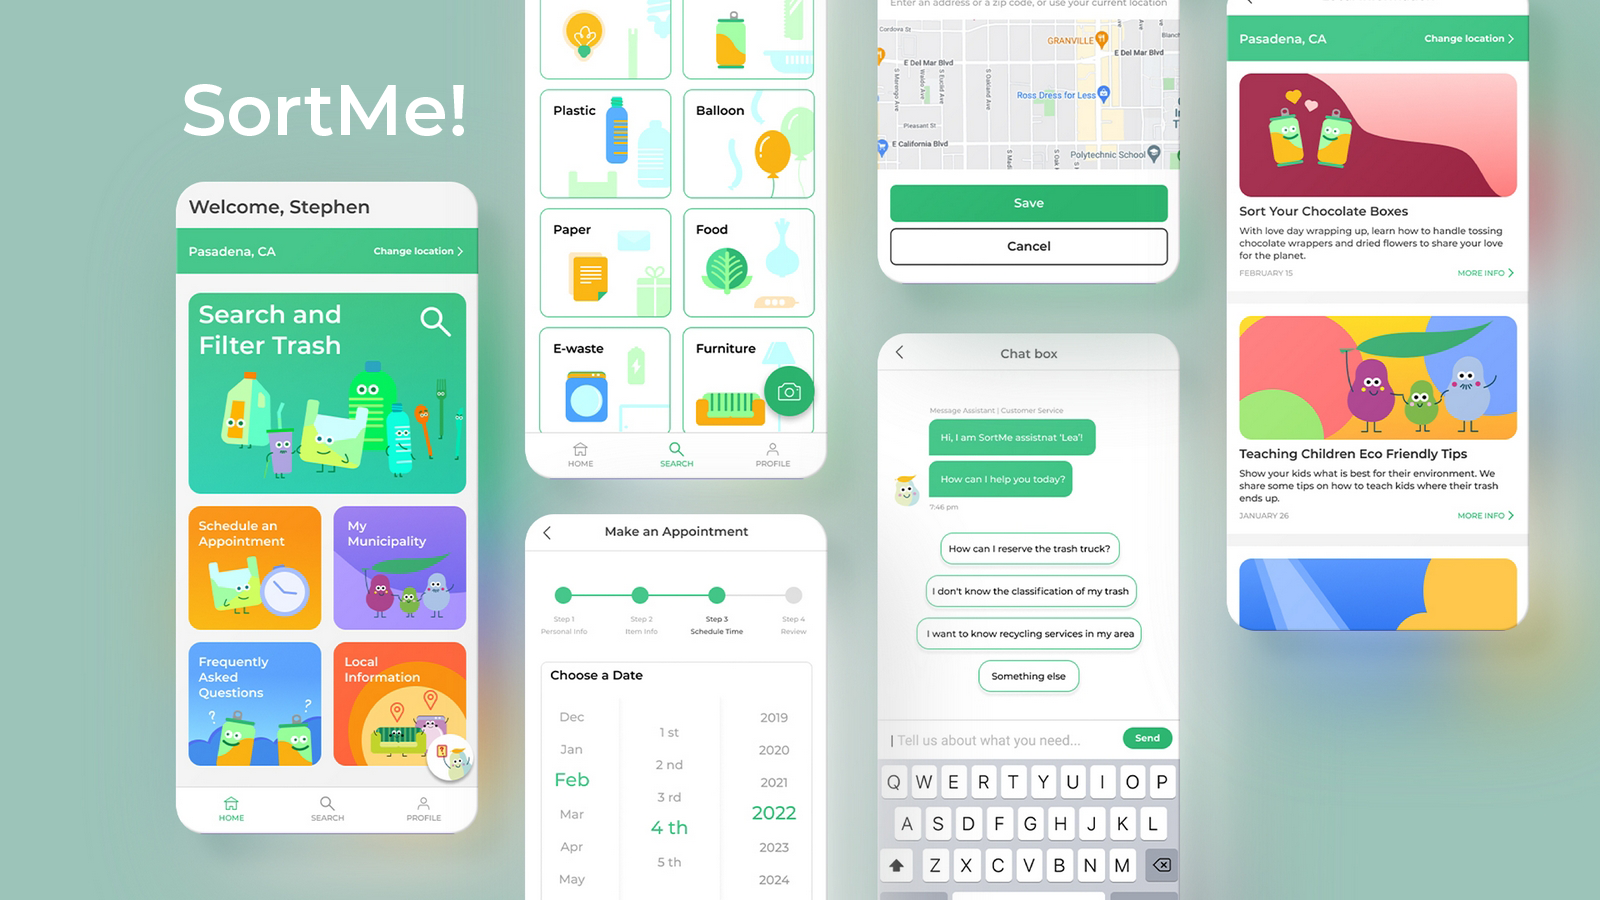 SortMe!
Welcome, Stephen
Pasadena, CA
Change location
Search and
Filter Trash
Schedule an
Appointment
My
Municipality
Frequently
Asked
Questions
? ?
Local
Information
?
HOME
SEARCH
PROFILE
Plastic
Balloon
Paper
Food
E-waste
Furniture
HOME
SEARCH
PROFILE
Make an Appointment
Step 1
Personal Info
Step 2
Item Info
Step 3
Schedule Time
Step 4
Review
Choose a Date
Dec
Jan
Feb
Mar
Apr
May
1 st
2 nd
3 rd
4 th
5 th
2019
2020
2021
2022
2023
2024
Enter an address or a zip code, or use your current location
Cordova St
GRANVILLE
E Del Mar Blvd
E Del Mar Blvd
S Marengo Ave
S Euclid Ave
S Oakland Ave
Ross Dress for Less
Pleasant St
E California Blvd
Polytechnic School
Save
Cancel
Chat box
Message Assistant | Customer Service
Hi, I am SortMe assistnat ‘Lea’!
How can I help you today?
7:46 pm
How can I reserve the trash truck?
I don't know the classification of my trash
I want to know recycling services in my area
Something else
Tell us about what you need...
Send
Q W E R T Y U I O P
A S D F G H J K L
Z X C V B N M
Pasadena, CA
Change location
Sort Your Chocolate Boxes
With love day wrapping up, learn how to handle tossing
chocolate wrappers and dried flowers to share your love
for the planet.
FEBRUARY 15
MORE INFO
Teaching Children Eco Friendly Tips
Show your kids what is best for their environment. We
share some tips on how to teach kids where their trash
ends up.
JANUARY 26
MORE INFO